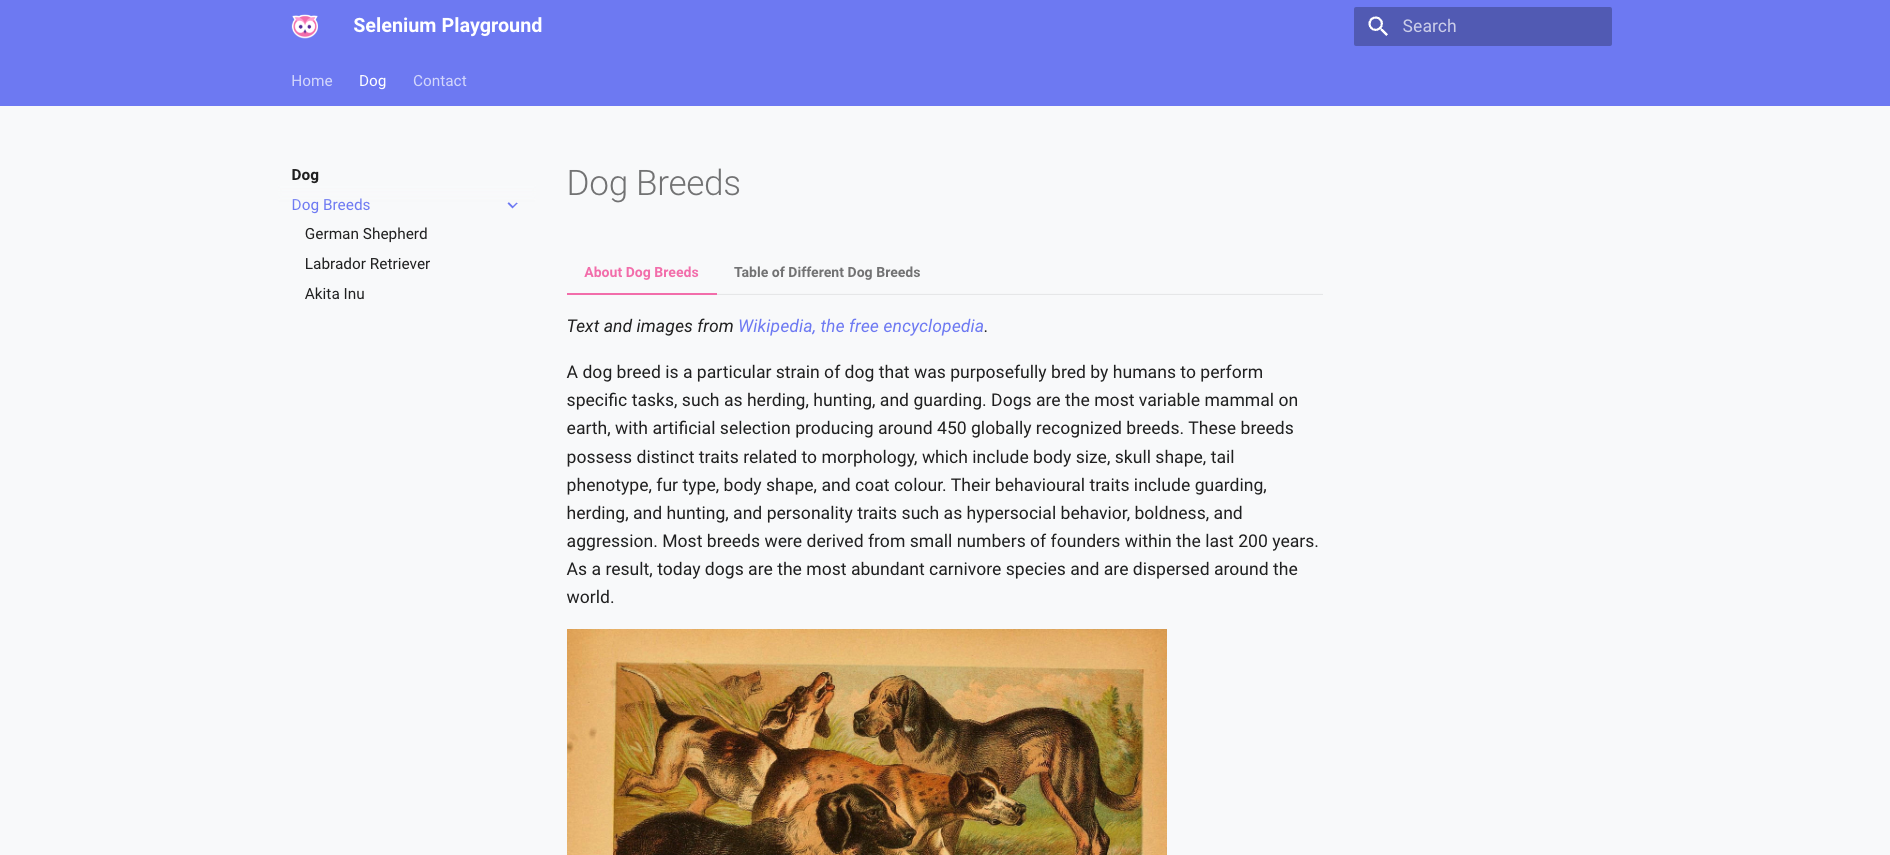 Selenium Playground
Search
Home
Dog
Contact
Dog
Dog Breeds
German Shepherd
Labrador Retriever
Akita Inu
Dog Breeds
About Dog Breeds
Table of Different Dog Breeds
Text and images from Wikipedia, the free encyclopedia.
A dog breed is a particular strain of dog that was purposefully bred by humans to perform
specific tasks, such as herding, hunting, and guarding. Dogs are the most variable mammal on
earth, with artificial selection producing around 450 globally recognized breeds. These breeds
possess distinct traits related to morphology, which include body size, skull shape, tail
phenotype, fur type, body shape, and coat colour. Their behavioural traits include guarding,
herding, and hunting, and personality traits such as hypersocial behavior, boldness, and
aggression. Most breeds were derived from small numbers of founders within the last 200 years.
As a result, today dogs are the most abundant carnivore species and are dispersed around the
world.